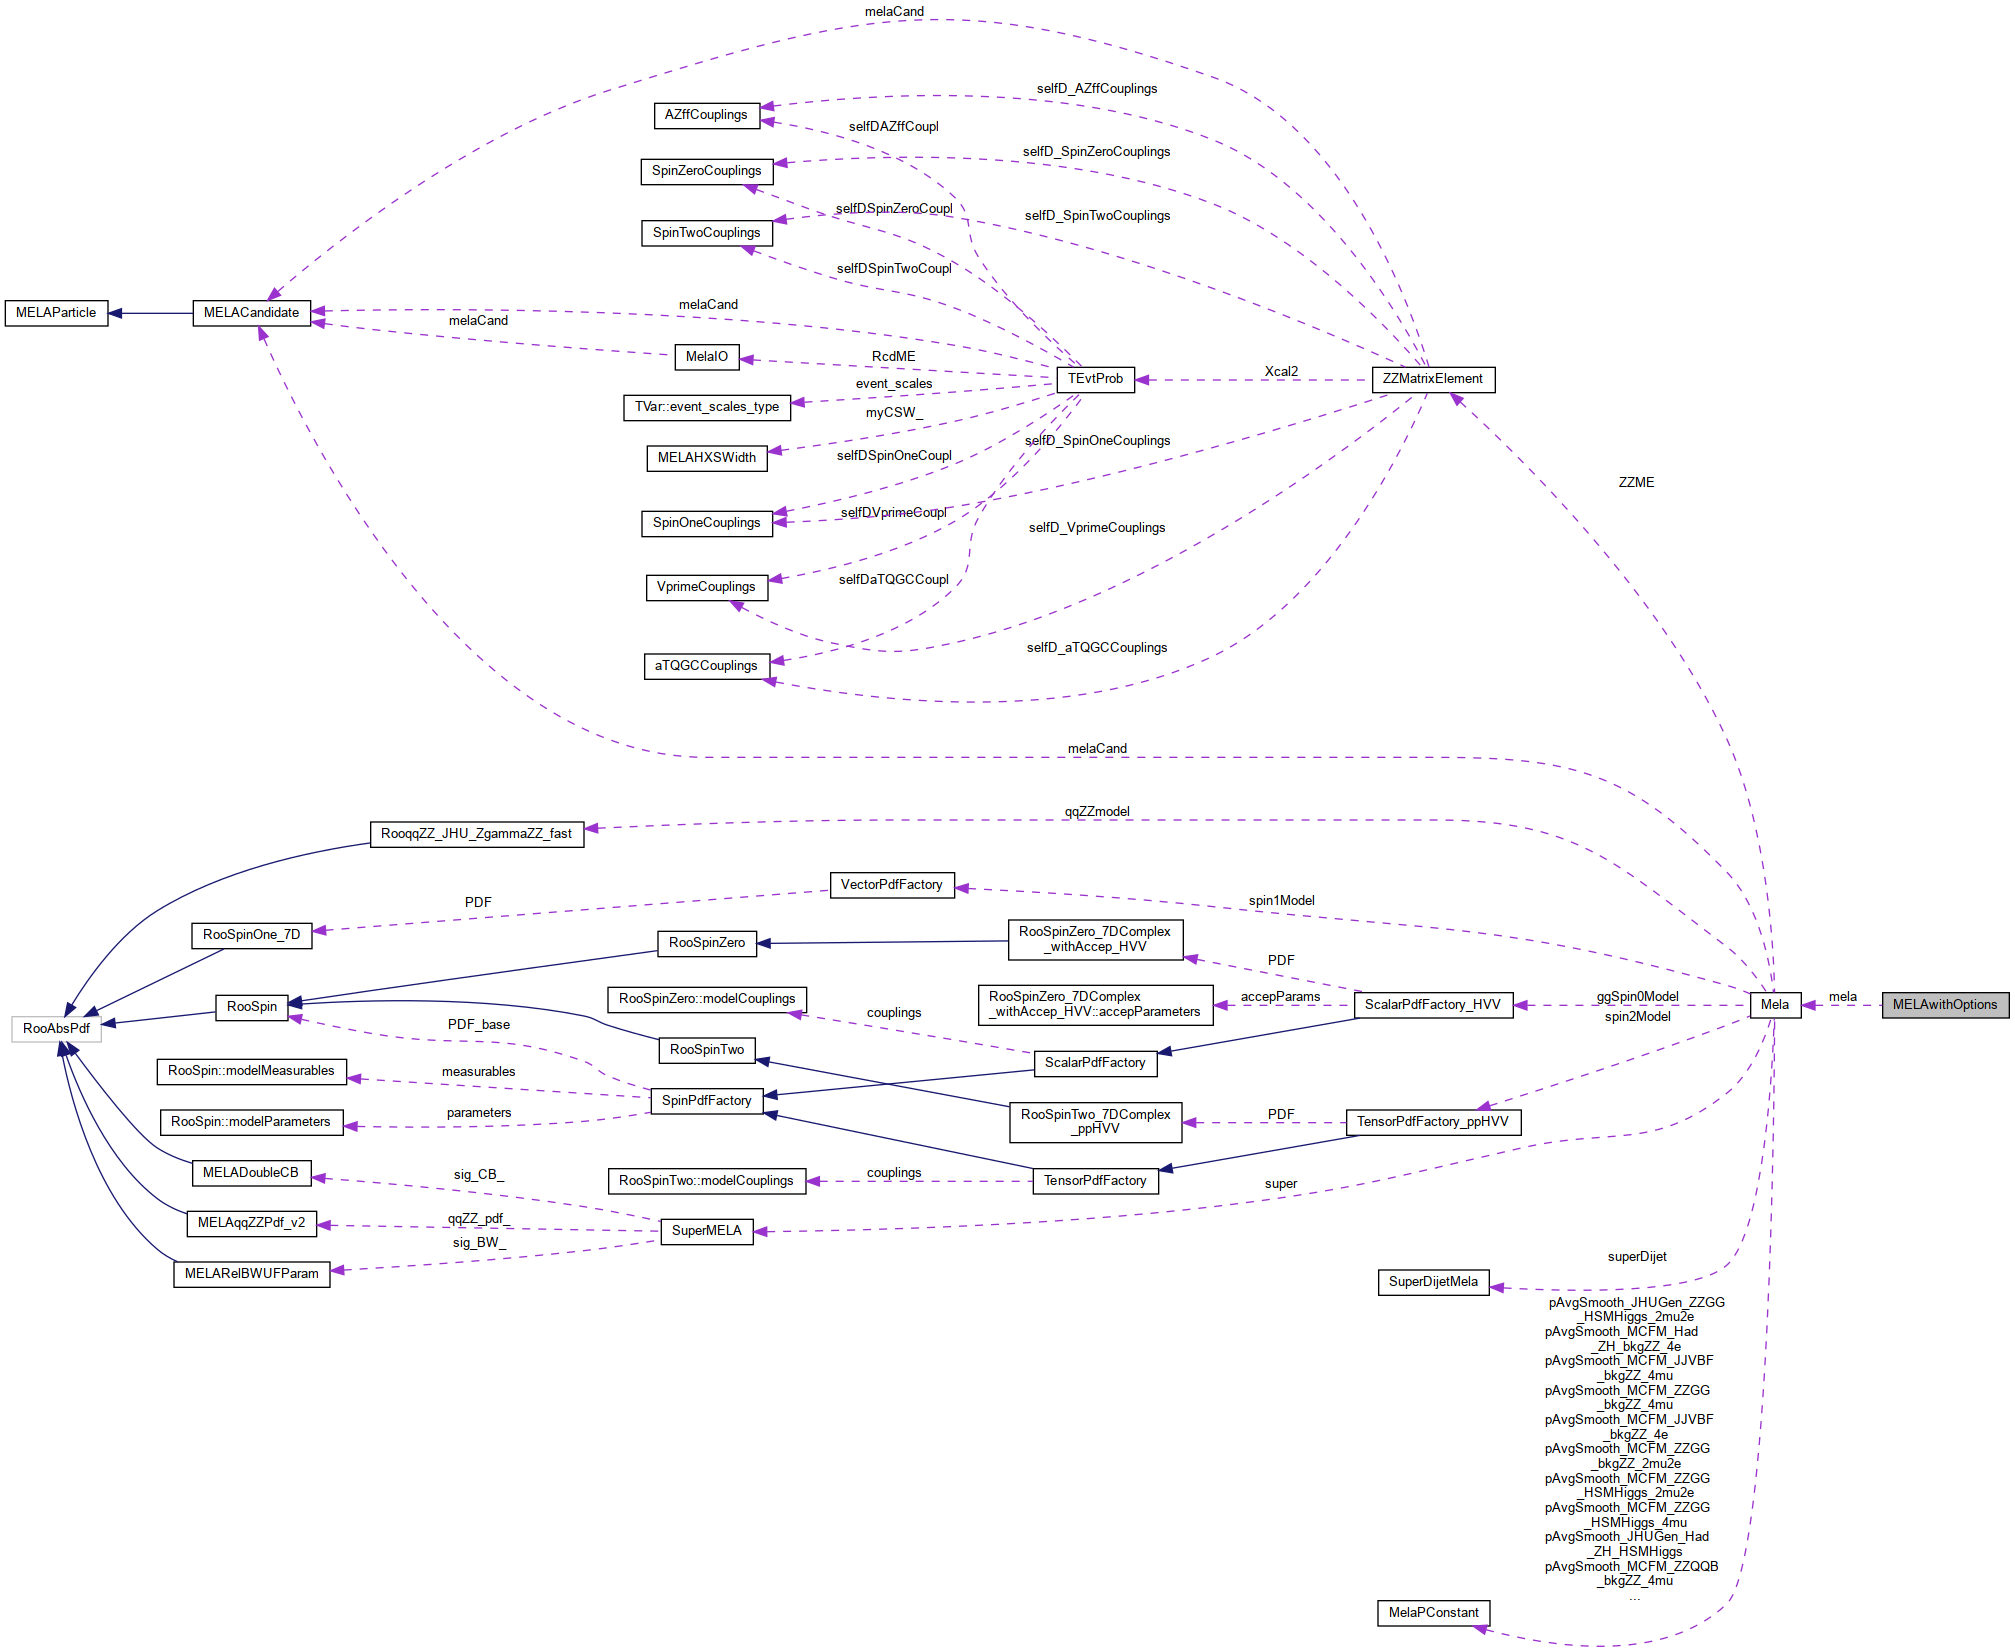 melaCand
selfD_AZffCouplings
AZffCouplings
selfDAZffCoupl
selfD_SpinZeroCouplings
SpinZeroCouplings
selfDSpinZeroCoupl
selfD_SpinTwoCouplings
SpinTwoCouplings
selfDSpinTwoCoupl
MELAParticle
MELACandidate
melaCand
melaCand
MelaIO
RcdME
TEvtProb
Xcal2
ZZMatrixElement
event_scales
TVar::event_scales_type
myCSW_
MELAHXSWidth
selfD_SpinOneCouplings
selfDSpinOneCoupl
ZZME
SpinOneCouplings
selfDVprimeCoupl
selfD_VprimeCouplings
VprimeCouplings
selfDaTQGCCoupl
selfD_aTQGCCouplings
aTQGCCouplings
melaCand
qqZZmodel
RooqqZZ_JHU_ZgammaZZ_fast
VectorPdfFactory
PDF
spin1Model
RooSpinOne_7D
RooSpinZero
RooSpinZero_7DComplex
_withAccep_HVV
PDF
RooSpin
RooAbsPdf
RooSpinZero::modelCouplings
couplings
RooSpinZero_7DComplex
_withAccep_HVV::accepParams
accepParams
ScalarPdfFactory_HVV
ggSpin0Model
spin2Model
Mela
mela
MELAwithOptions
PDF_base
RooSpinTwo
ScalarPdfFactory
RooSpin::modelMeasurables
measurables
SpinPdfFactory
RooSpin::modelParameters
parameters
RooSpinTwo_7DComplex
_ppHVV
PDF
TensorPdfFactory_ppHVV
MELADoubleCB
sig_CB_
RooSpinTwo::modelCouplings
couplings
TensorPdfFactory
super
MELAqqZZPdf_v2
qqZZ_pdf_
SuperMELA
sig_BW_
MELARelBWUFParam
superDijet
SuperDijetMela
pAvgSmooth_JHUGen_ZZGG
_HSMHiggs_2mu2e
pAvgSmooth_MCFM_Had
_ZH_bkgZZ_4e
pAvgSmooth_MCFM_JJVBF
_bkgZZ_4mu
pAvgSmooth_MCFM_ZZGG
_bkgZZ_4mu
pAvgSmooth_MCFM_JJVBF
_bkgZZ_4e
pAvgSmooth_MCFM_ZZGG
_bkgZZ_2mu2e
pAvgSmooth_MCFM_ZZGG
_HSMHiggs_2mu2e
pAvgSmooth_MCFM_ZZGG
_HSMHiggs_4mu
pAvgSmooth_JHUGen_Had
_ZH_HSMHiggs
pAvgSmooth_MCFM_ZZQQB
_bkgZZ_4mu
...
MelaPConstant